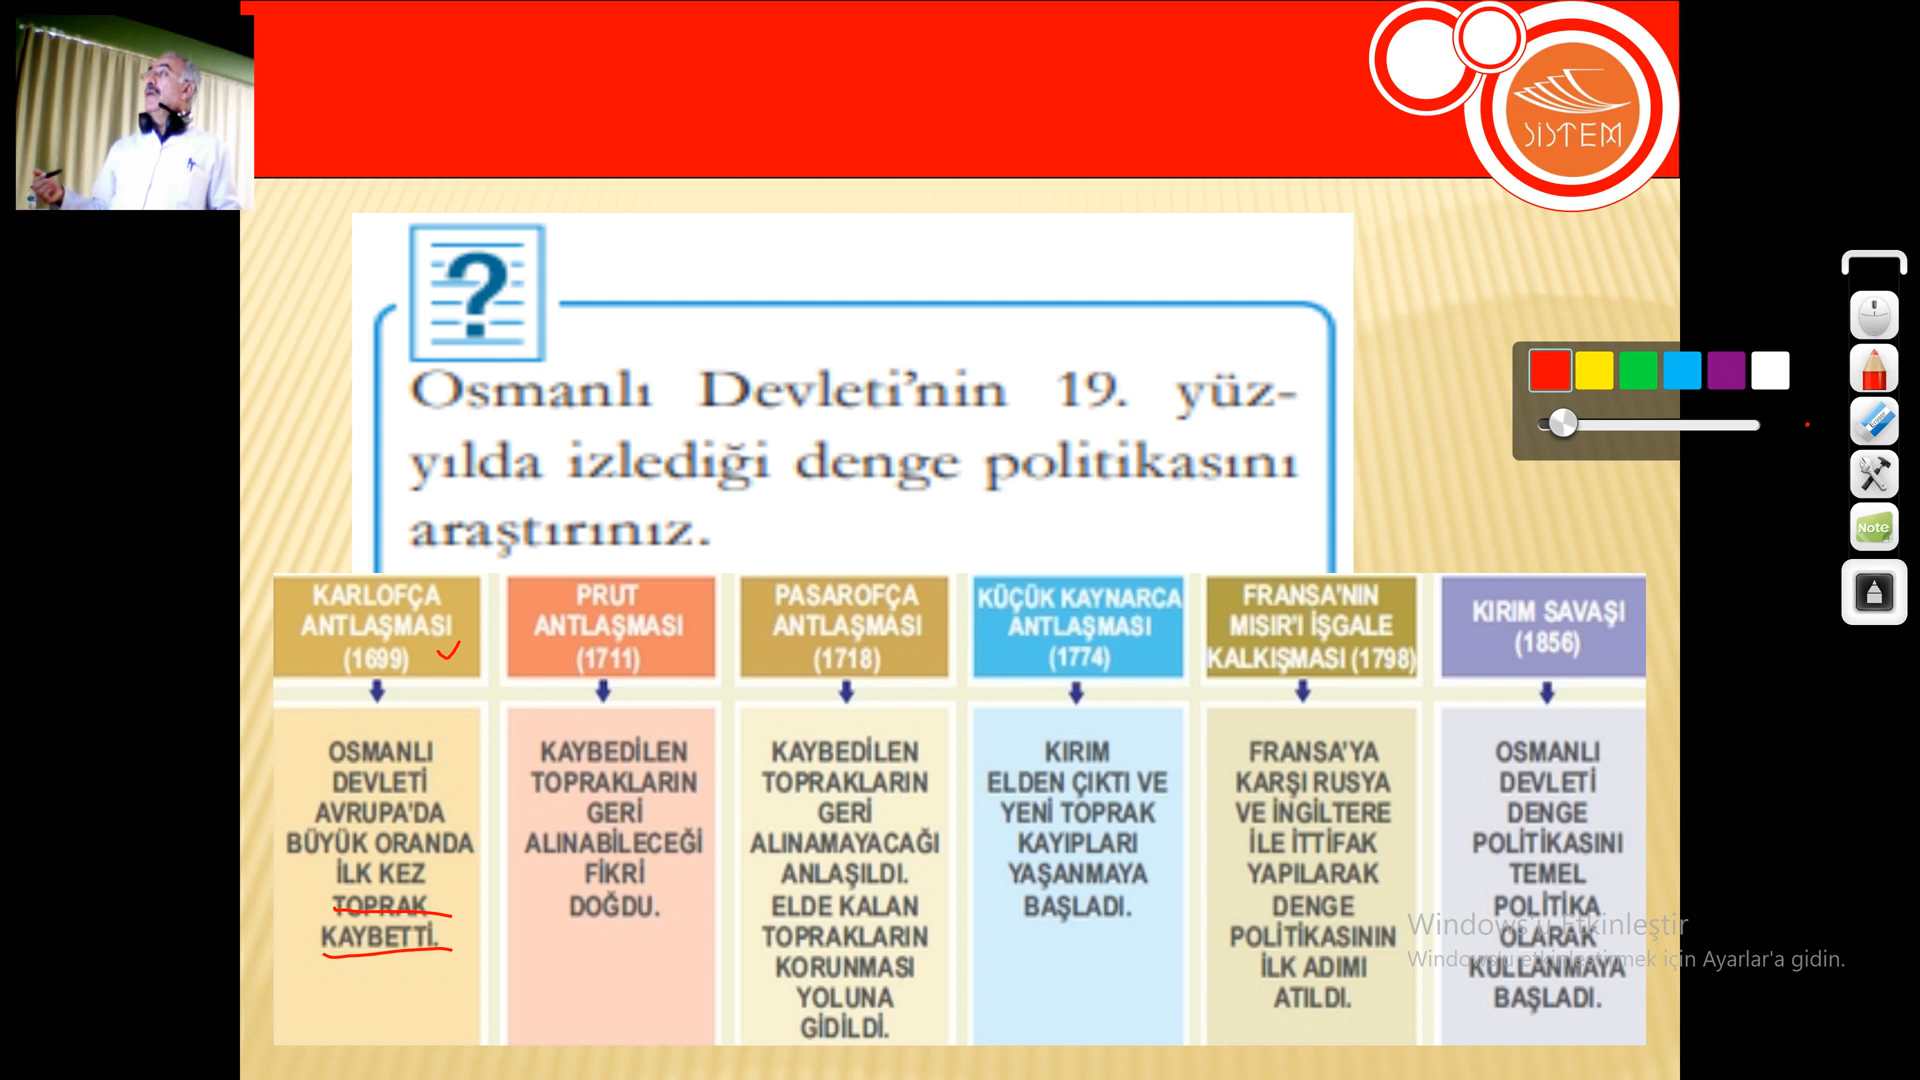 SİSTEM
?
Osmanlı Devleti’nin 19. yüz-
yılda izlediği denge politikasını
araştırınız.
KARLOFÇA
ANTLAŞMASI
(1699)
OSMANLI
DEVLETİ
AVRUPA'DA
BÜYÜK ORANDA
İLK KEZ
TOPRAK
KAYBETTİ.
PRUT
ANTLAŞMASI
(1711)
KAYBEDİLEN
TOPRAKLARIN
GERİ
ALINABİLECEĞİ
FİKRİ
DOĞDU.
PASAROFÇA
ANTLAŞMASI
(1718)
KAYBEDİLEN
TOPRAKLARIN
GERİ
ALINAMAYACAĞI
ANLAŞILDI.
ELDE KALAN
TOPRAKLARIN
KORUNMASI
YOLUNA
GİDİLDİ.
KÜÇÜK KAYNARCA
ANTLAŞMASI
(1774)
KIRIM
ELDEN ÇIKTI VE
YENİ TOPRAK
KAYIPLARI
YAŞANMAYA
BAŞLADI.
FRANSA'NIN
MISIR'I İŞGALE
KALKIŞMASI (1798)
FRANSA'YA
KARŞI RUSYA
VE İNGİLTERE
İLE İTTİFAK
YAPILARAK
DENGE
POLİTİKASININ
İLK ADIMI
ATILDI.
KIRIM SAVAŞI
(1856)
OSMANLI
DEVLETİ
DENGE
POLİTİKASINI
TEMEL
POLİTİKA
OLARAK
KULLANMAYA
BAŞLADI.
Windows'u Etkinleştir
Windows'u etkinleştirmek için Ayarlar'a gidin.
Note